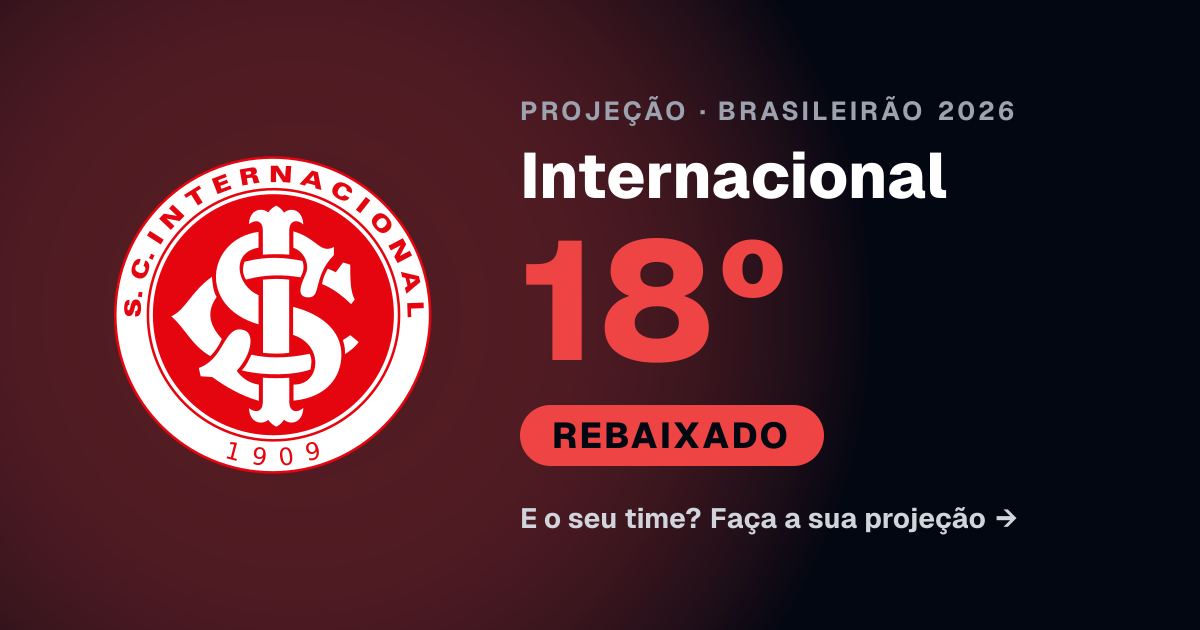 S.C. INTERNACIONAL
1909
PROJEÇÃO · BRASILEIRÃO 2026
Internacional
18º
REBAIXADO
E o seu time? Faça a sua projeção →